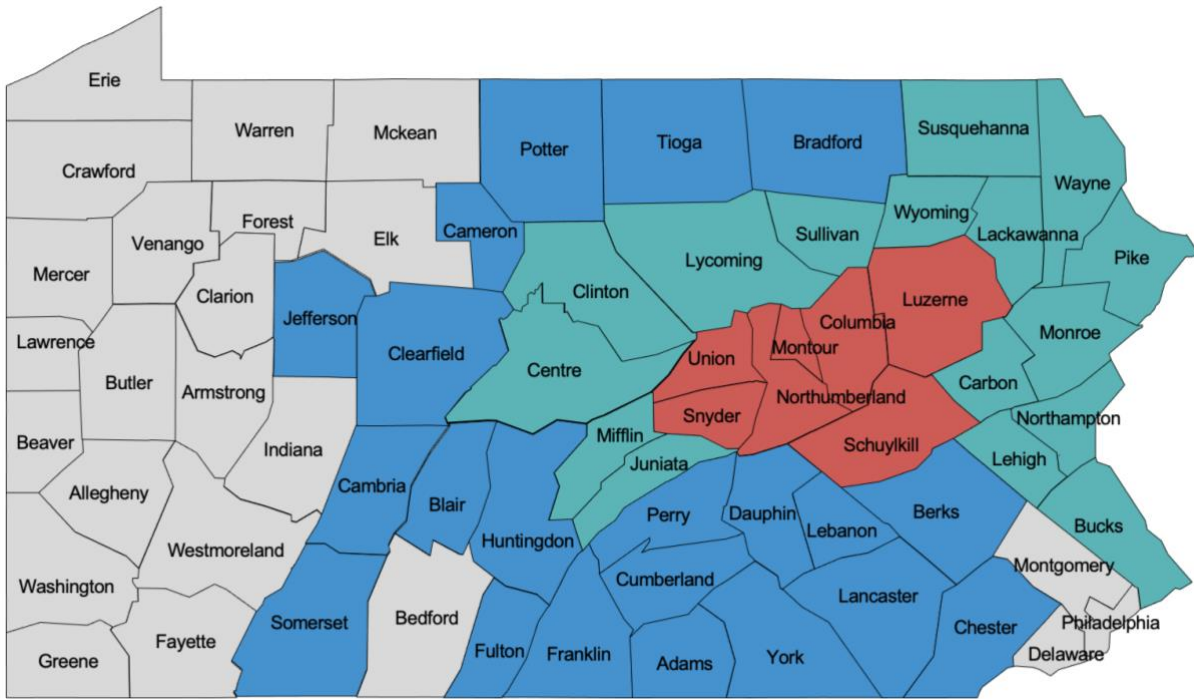 Erie
Warren
Mckean
Potter
Tioga
Bradford
Susquehanna
Crawford
Wayne
Forest
Wyoming
Venango
Elk
Cameron
Sullivan
Lackawanna
Lycoming
Pike
Mercer
Clarion
Clinton
Luzerne
Jefferson
Columbia
Monroe
Lawrence
Clearfield
Union
Montour
Butler
Centre
Carbon
Armstrong
Northumberland
Snyder
Northampton
Mifflin
Beaver
Indiana
Schuylkill
Juniata
Lehigh
Allegheny
Cambria
Blair
Perry
Dauphin
Berks
Bucks
Lebanon
Huntingdon
Westmoreland
Montgomery
Cumberland
Washington
Lancaster
Bedford
Somerset
Philadelphia
Chester
Fayette
Fulton
Franklin
Adams
York
Delaware
Greene